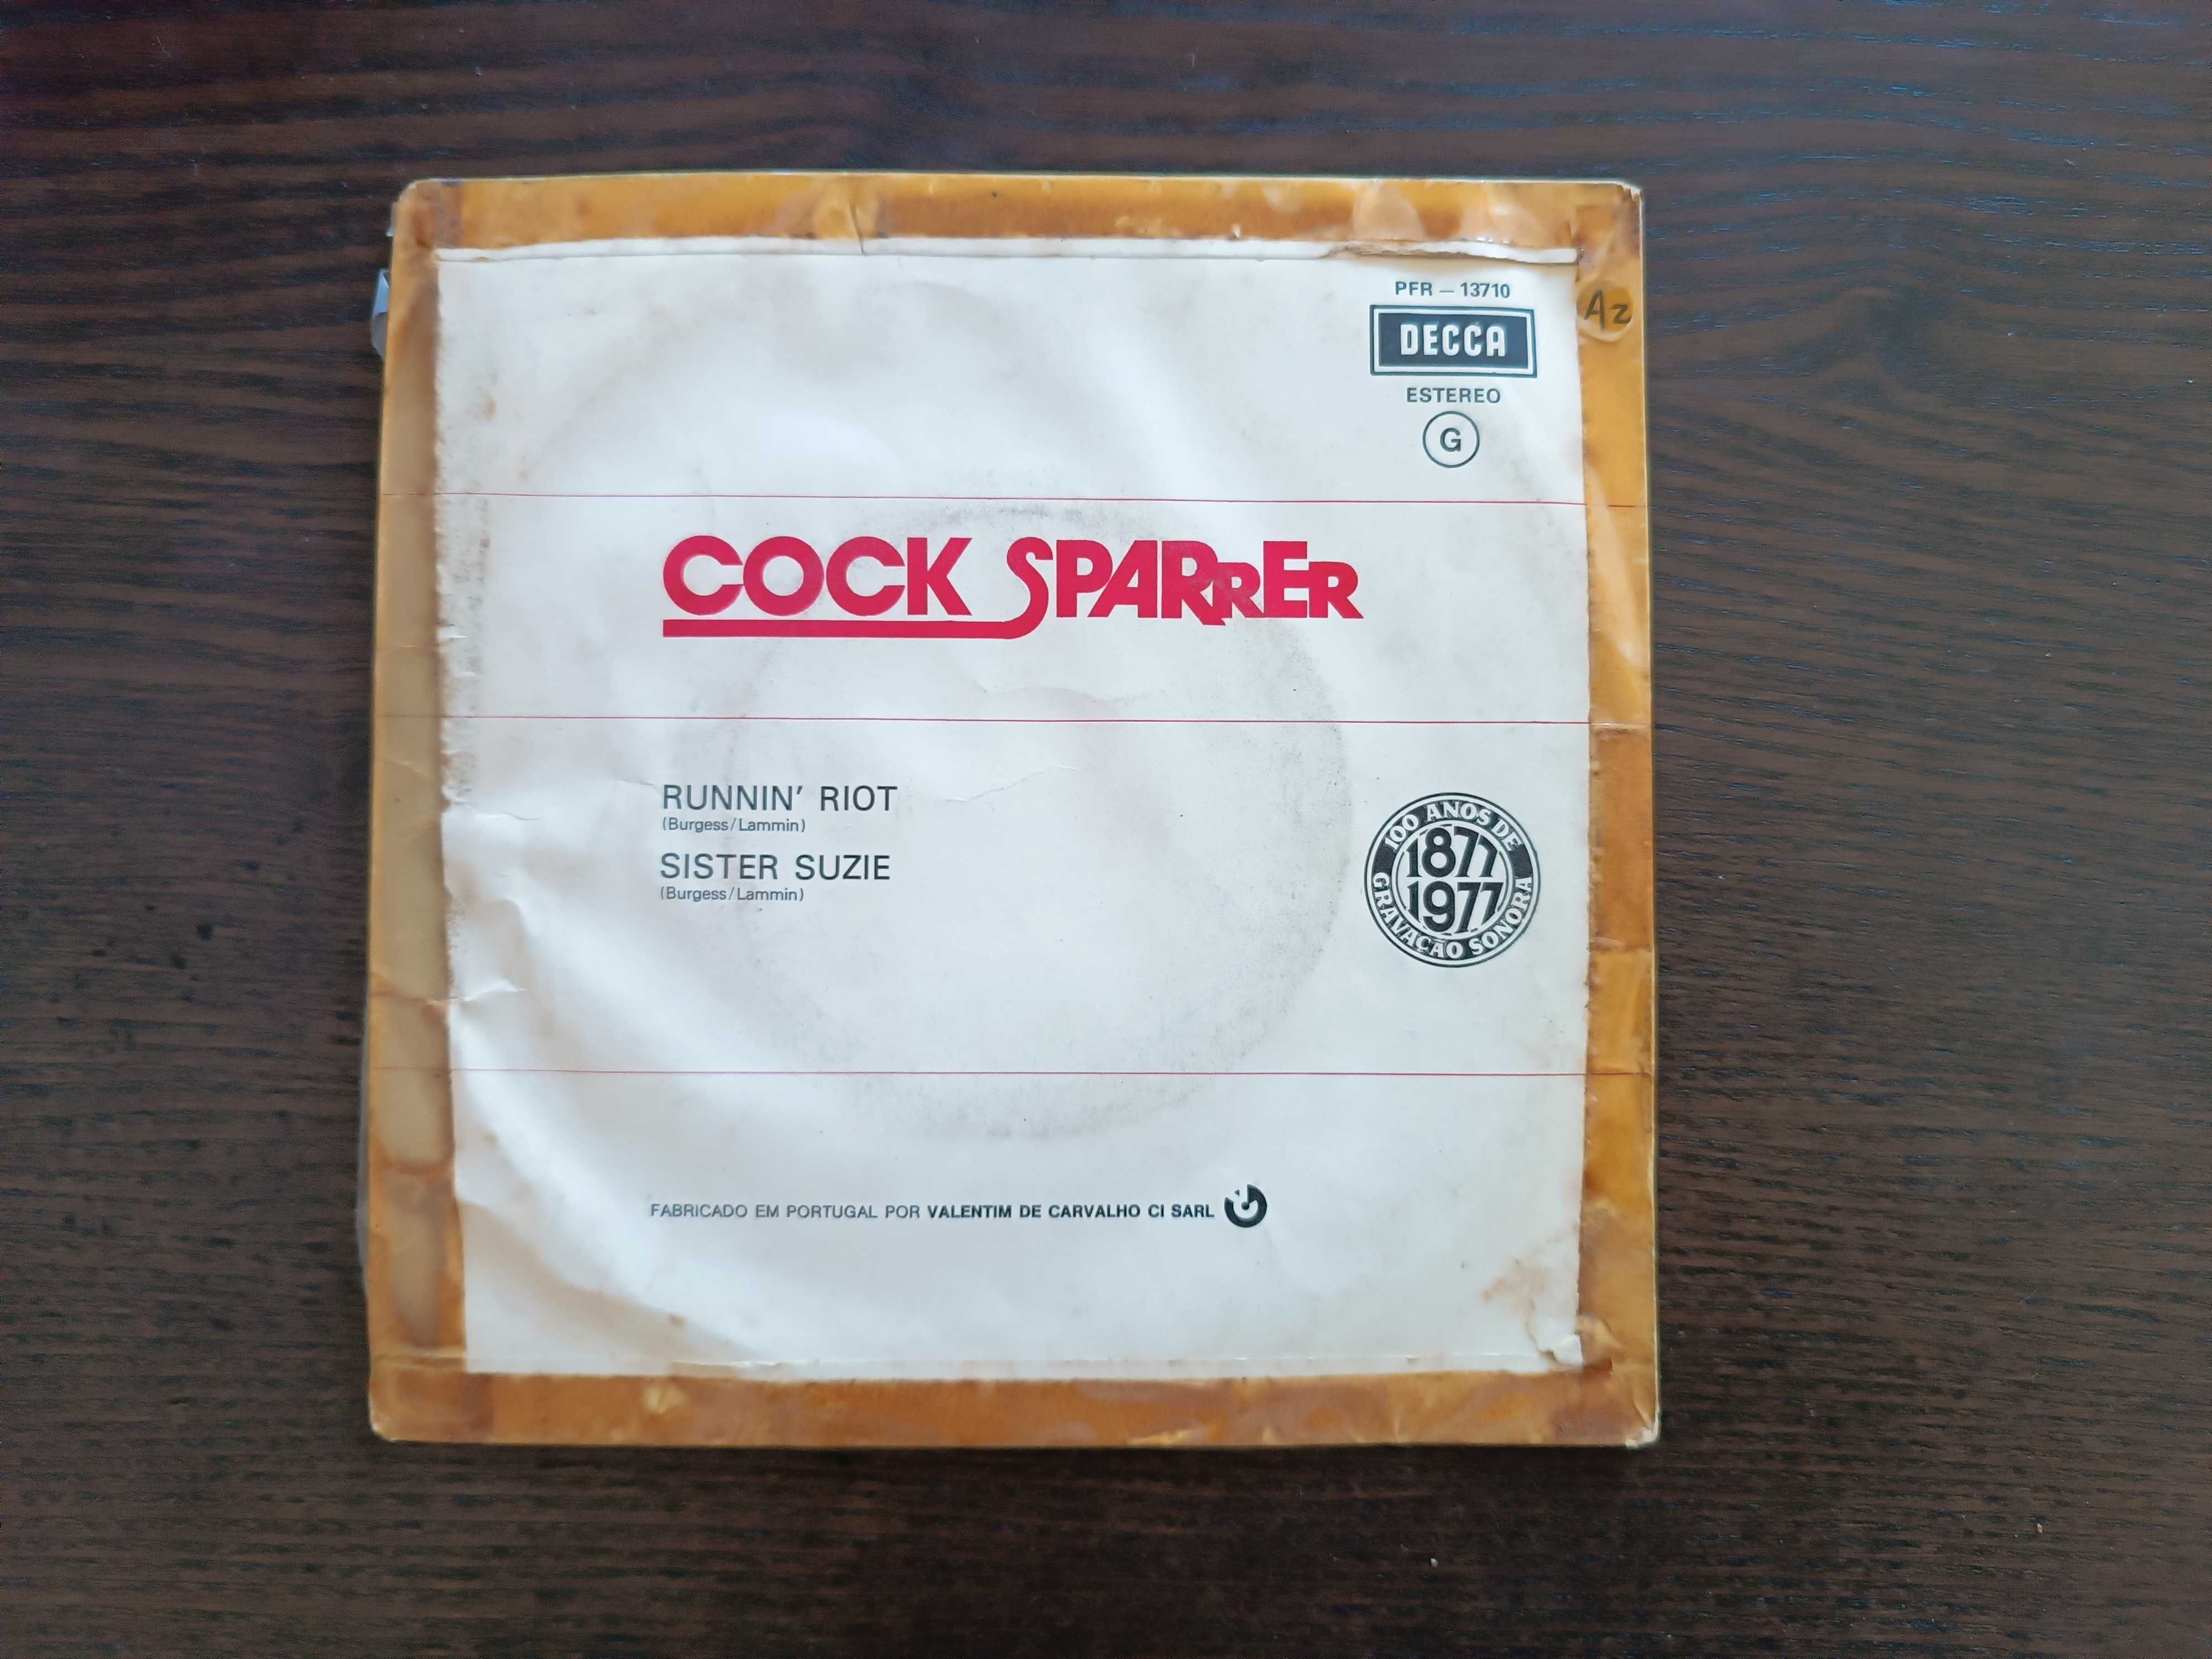 PFR — 13710
DECCA
Az
ESTEREO
G
COCK SPARRER
RUNNIN' RIOT
(Burgess/Lammin)
SISTER SUZIE
(Burgess/Lammin)
100 ANOS DE
1877
1977
GRAVAÇÃO SONORA
FABRICADO EM PORTUGAL POR VALENTIM DE CARVALHO CI SARL